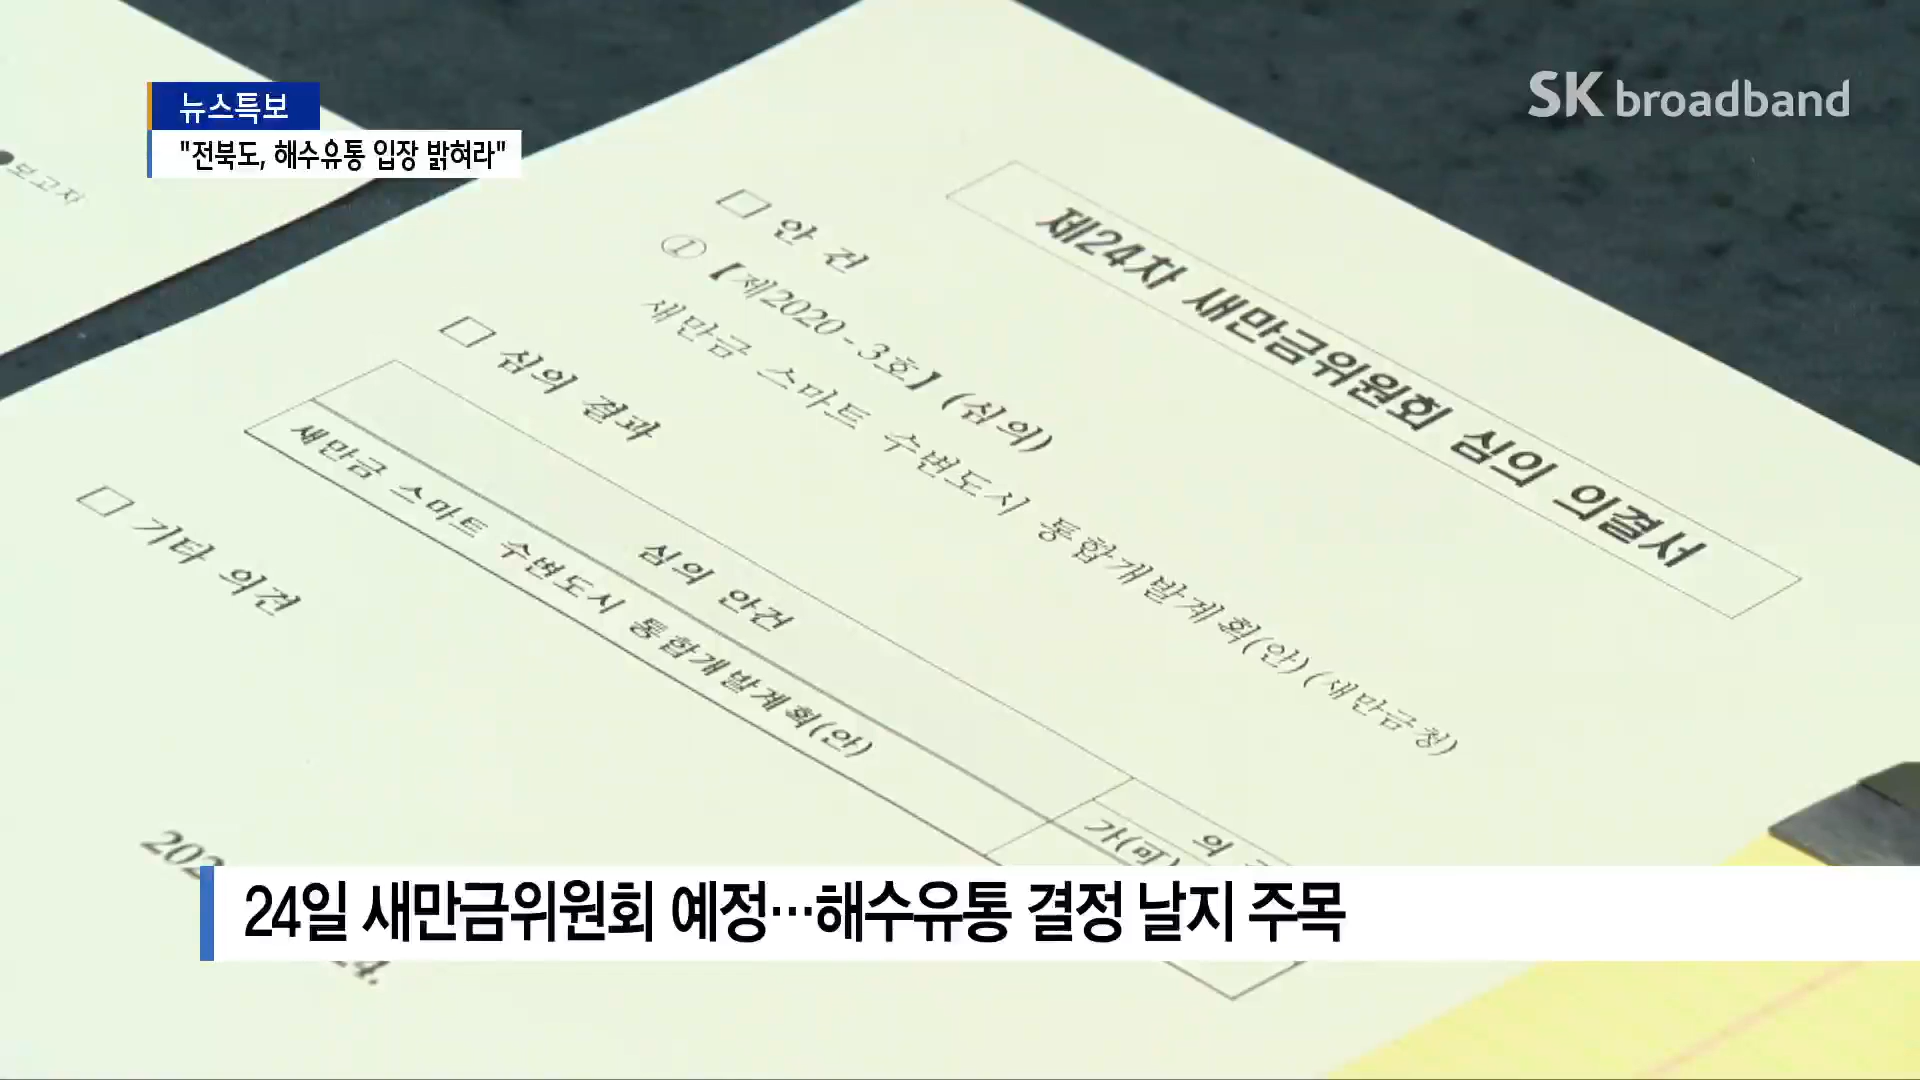 뉴스특보
"전북도, 해수유통 입장 밝혀라"
SK broadband
●보고자
제24차 새만금위원회 심의 의결서
□ 안 건
① 【제2020-3호】 (심의)
새만금 스마트 수변도시 통합개발계획(안) (새만금청)
□ 심의 결과
심의 안건
의
가(可)
새만금 스마트 수변도시 통합개발계획(안)
□ 기타 의견
24일 새만금위원회 예정…해수유통 결정 날지 주목